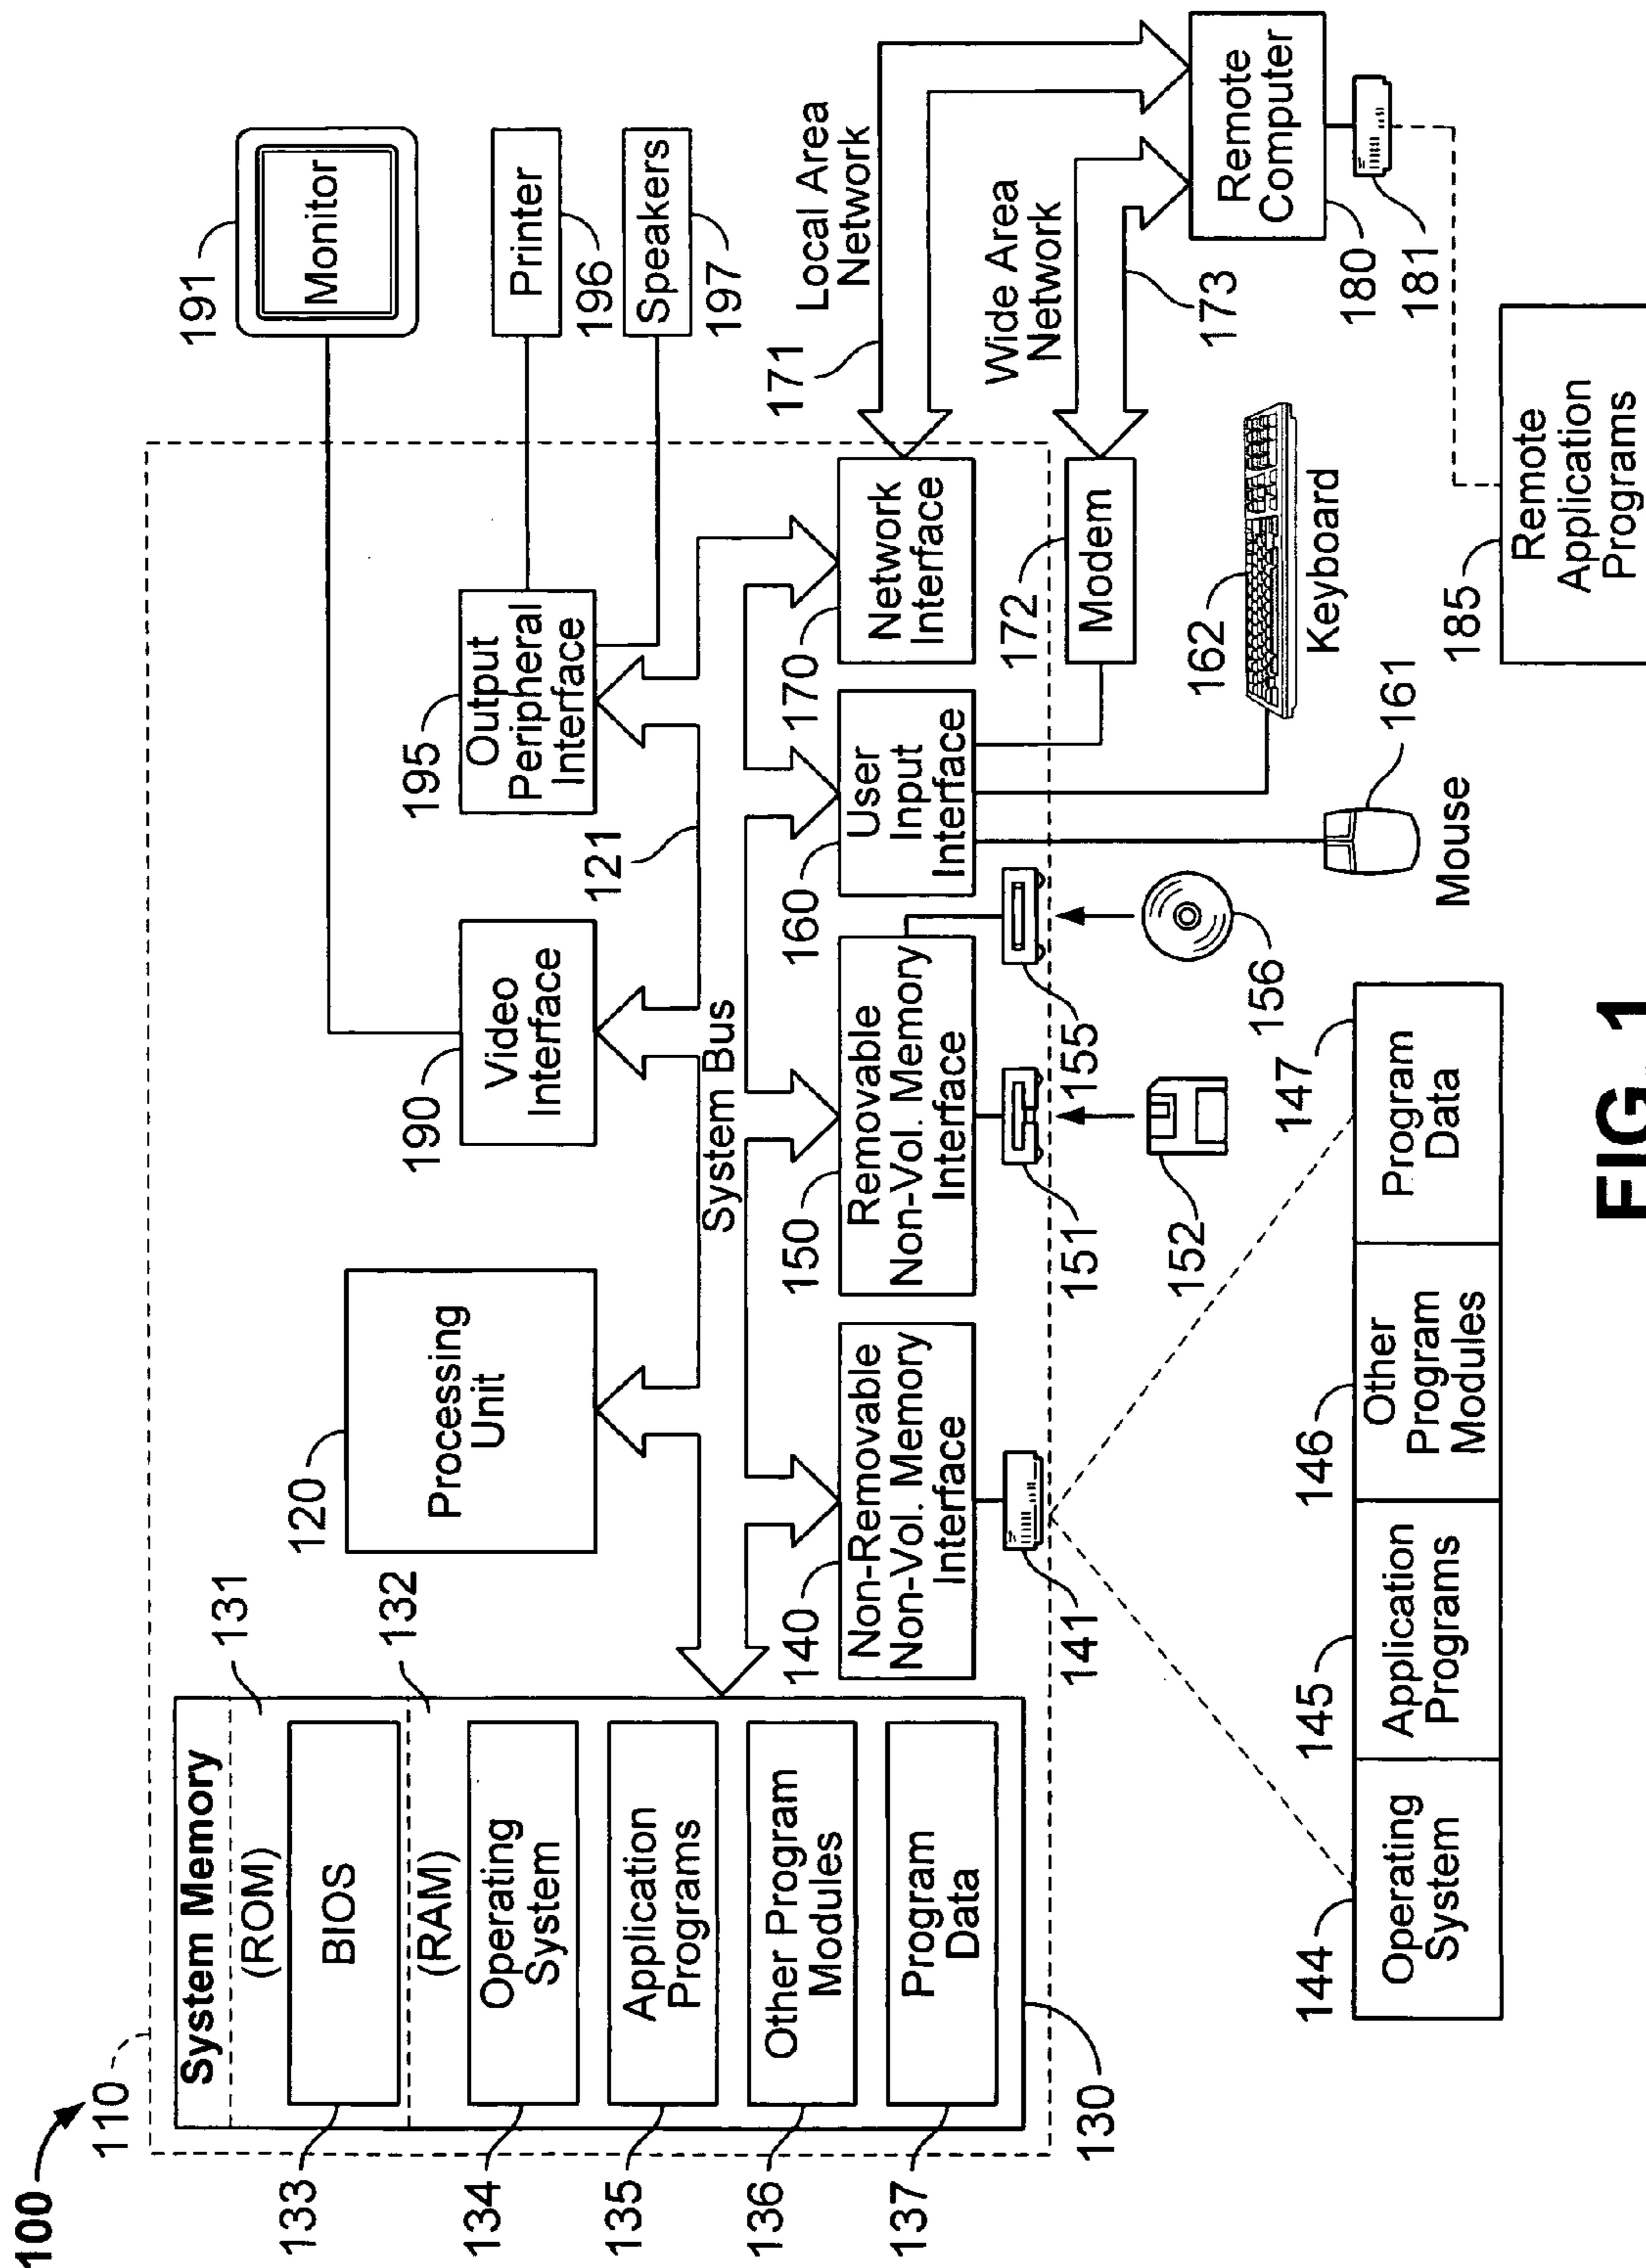 100
110
System Memory
(ROM)
131
133
BIOS
(RAM)
132
134
Operating
System
135
Application
Programs
136
Other Program
Modules
137
Program
Data
130
120
Processing
Unit
190
Video
Interface
195
Output
Peripheral
Interface
191
Monitor
Printer
196
Speakers
197
121
System Bus
140
Non-Removable
Non-Vol. Memory
Interface
141
150
Removable
Non-Vol. Memory
Interface
151
155
152
156
160
User
Input
Interface
170
Network
Interface
172
Modem
171
Local Area
Network
Wide Area
Network
173
Remote
Computer
180
181
162
Keyboard
161
Mouse
185
Remote
Application
Programs
144
Operating
System
145
Application
Programs
146
Other
Program
Modules
147
Program
Data
FIG. 1